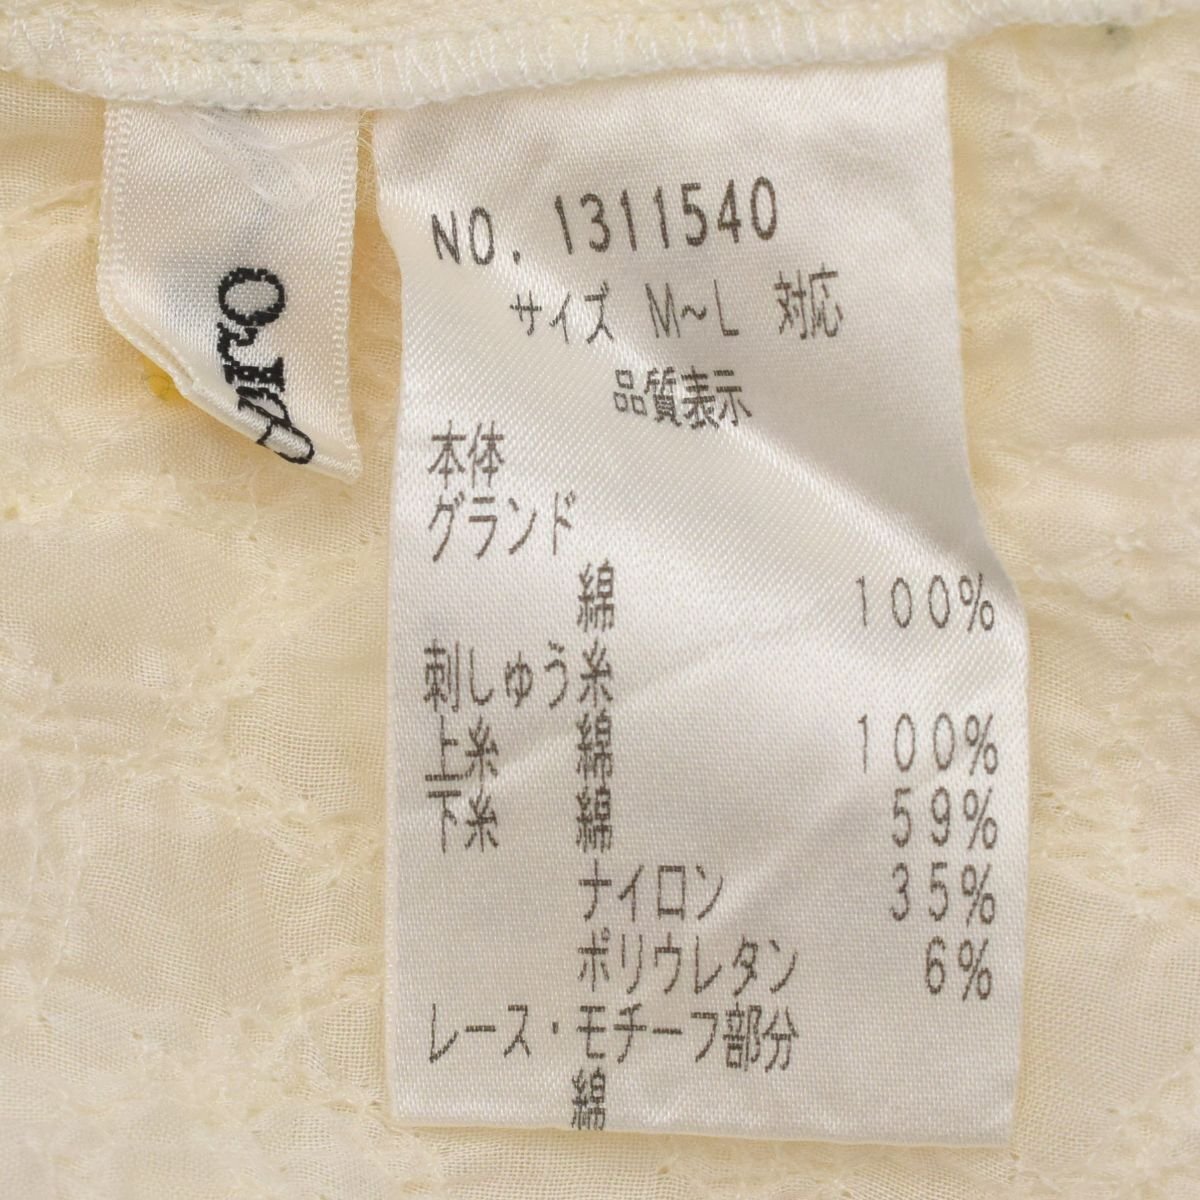 NO. 1311540
サイズ M～L 対応
品質表示
本体
グランド
綿 100%
刺しゅう糸
上糸 綿 100%
下糸 綿 59%
ナイロン 35%
ポリウレタン 6%
レース・モチーフ部分
綿